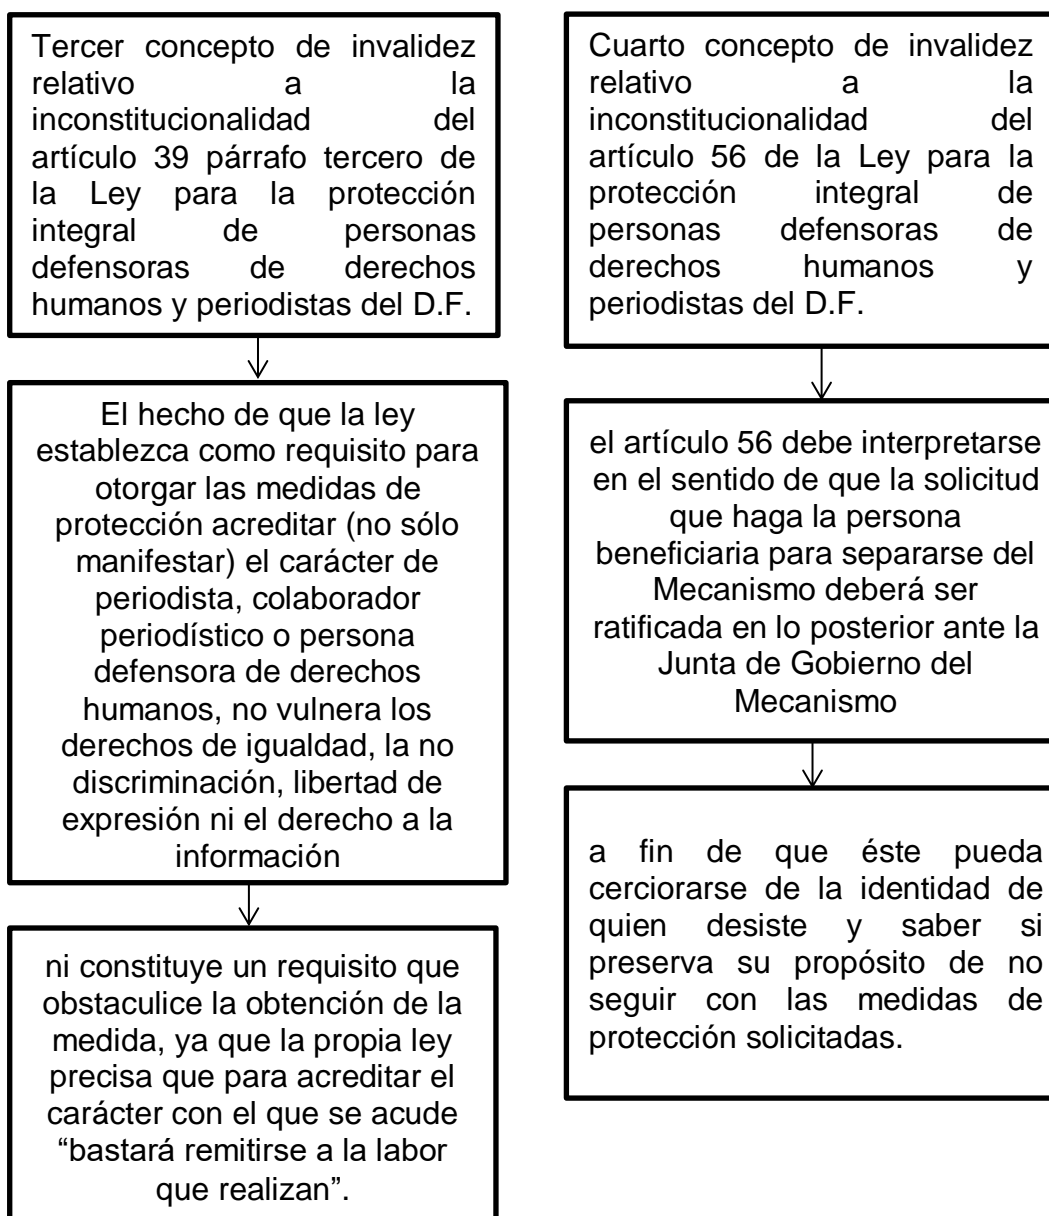 Tercer concepto de invalidez
relativo a la
inconstitucionalidad del
artículo 39 párrafo tercero de
la Ley para la protección
integral de personas
defensoras de derechos
humanos y periodistas del D.F.
El hecho de que la ley
establezca como requisito para
otorgar las medidas de
protección acreditar (no sólo
manifestar) el carácter de
periodista, colaborador
periodístico o persona
defensora de derechos
humanos, no vulnera los
derechos de igualdad, la no
discriminación, libertad de
expresión ni el derecho a la
información
ni constituye un requisito que
obstaculice la obtención de la
medida, ya que la propia ley
precisa que para acreditar el
carácter con el que se acude
“bastará remitirse a la labor
que realizan”.
Cuarto concepto de invalidez
relativo a la
inconstitucionalidad del
artículo 56 de la Ley para la
protección integral de
personas defensoras de
derechos humanos y
periodistas del D.F.
el artículo 56 debe interpretarse
en el sentido de que la solicitud
que haga la persona
beneficiaria para separarse del
Mecanismo deberá ser
ratificada en lo posterior ante la
Junta de Gobierno del
Mecanismo
a fin de que éste pueda
cerciorarse de la identidad de
quien desiste y saber si
preserva su propósito de no
seguir con las medidas de
protección solicitadas.